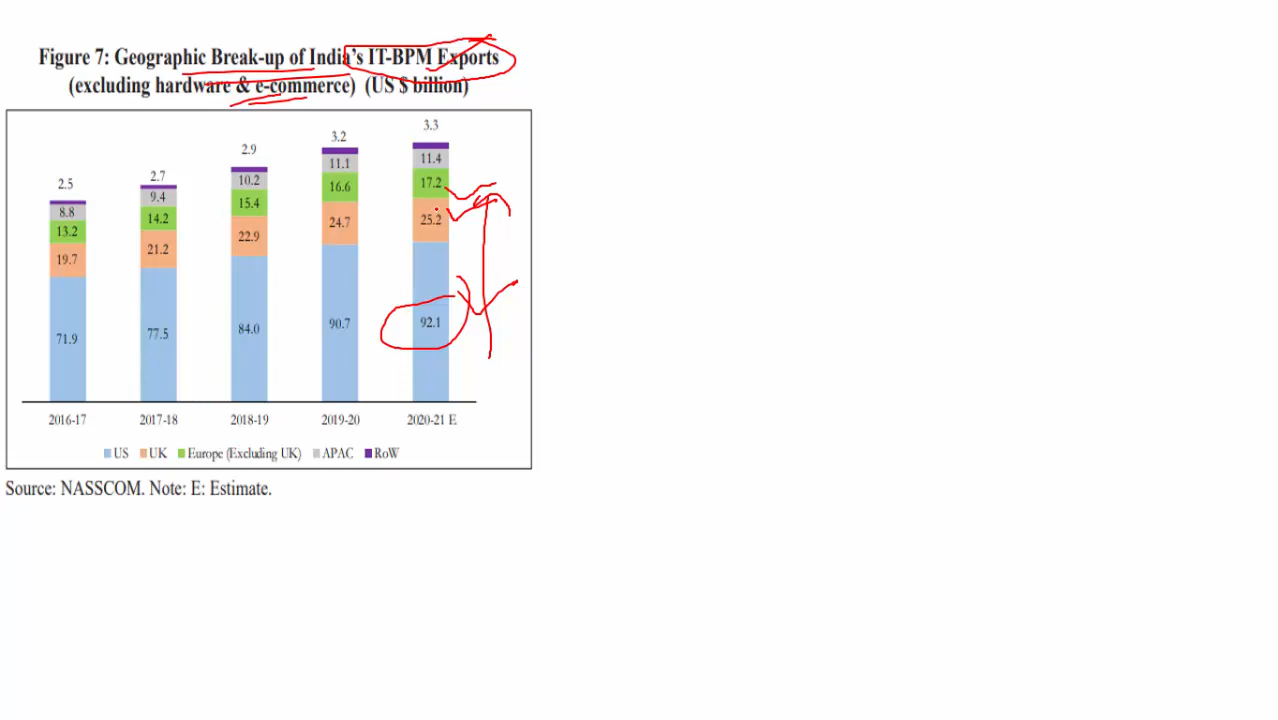 Figure 7: Geographic Break-up of India's IT-BPM Exports
(excluding hardware & e-commerce) (US $ billion)
2.5 2.7 2.9 3.2 3.3
8.8 9.4 10.2 11.1 11.4
13.2 14.2 15.4 16.6 17.2
19.7 21.2 22.9 24.7 25.2
71.9 77.5 84.0 90.7 92.1
2016-17 2017-18 2018-19 2019-20 2020-21 E
US UK Europe (Excluding UK) APAC RoW
Source: NASSCOM. Note: E: Estimate.